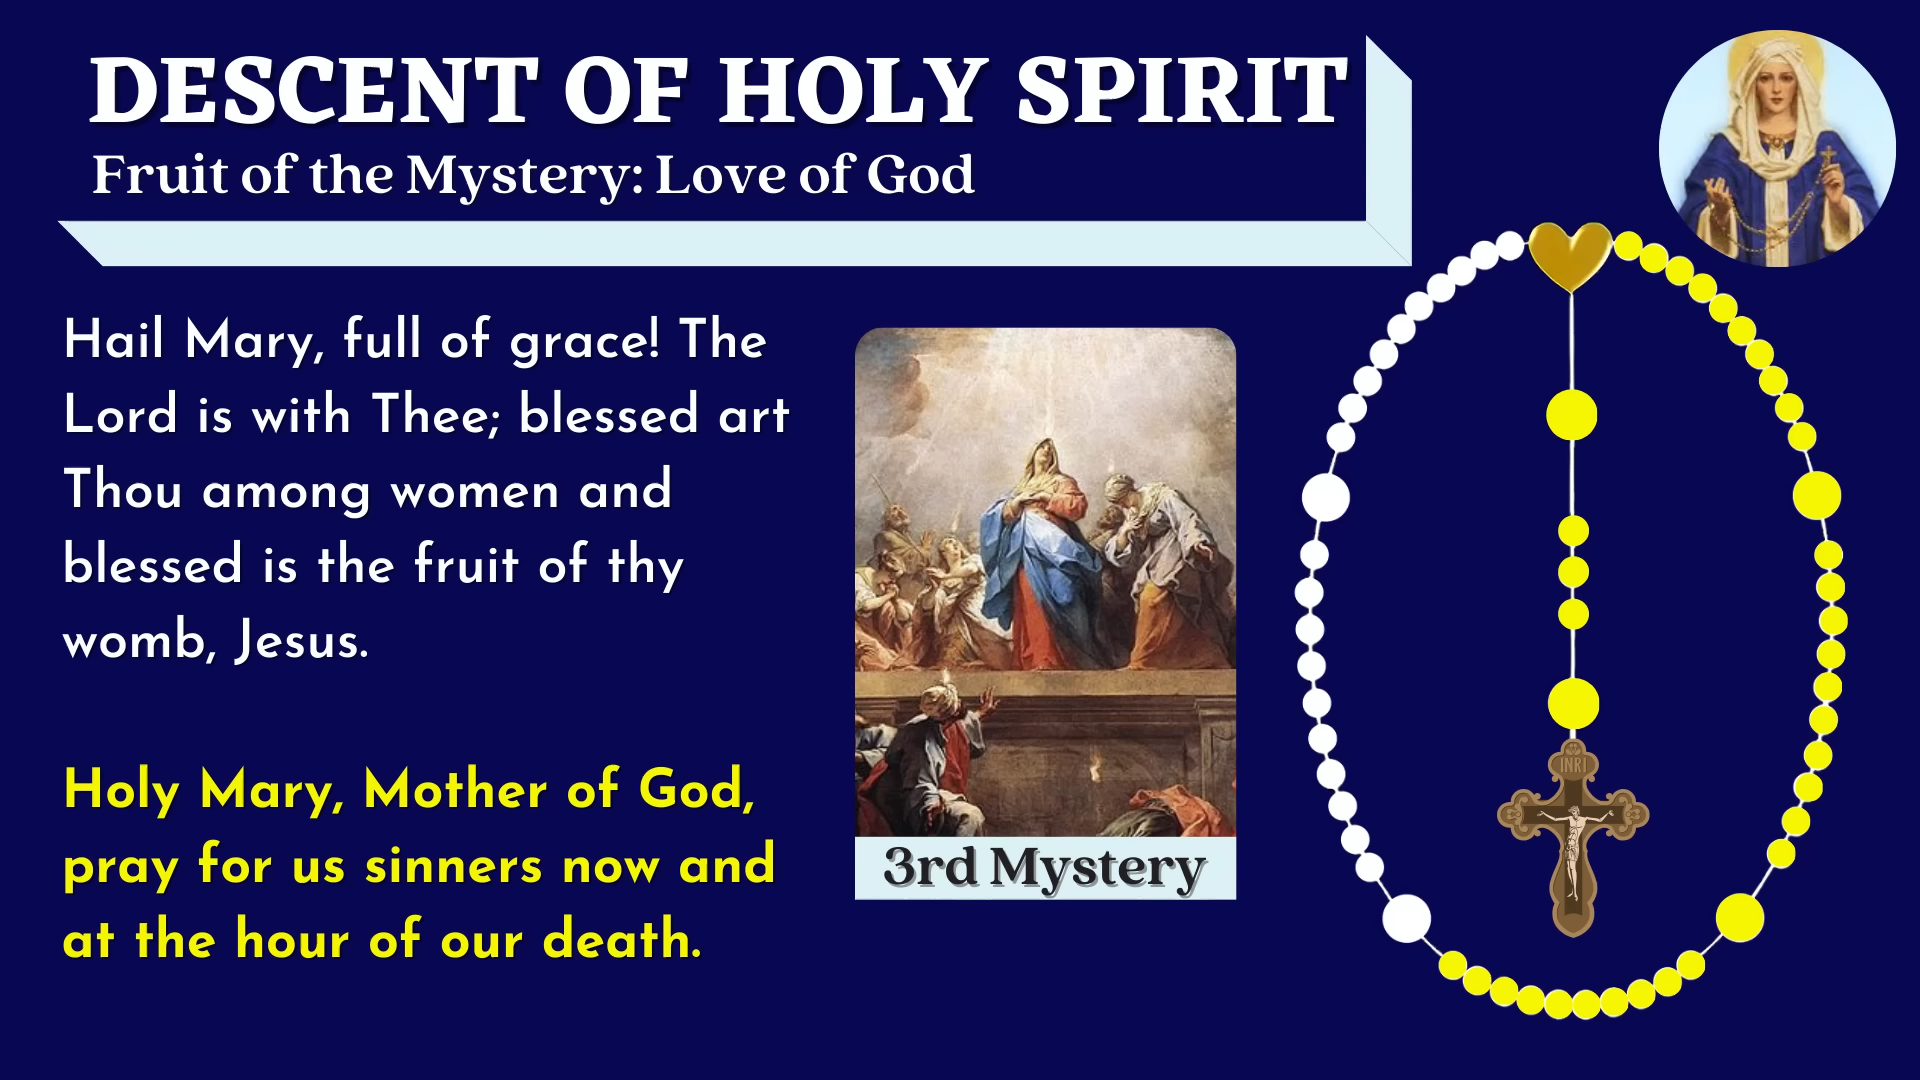 DESCENT OF HOLY SPIRIT
Fruit of the Mystery: Love of God
Hail Mary, full of grace! The
Lord is with Thee; blessed art
Thou among women and
blessed is the fruit of thy
womb, Jesus.
Holy Mary, Mother of God,
pray for us sinners now and
at the hour of our death.
3rd Mystery
INRI